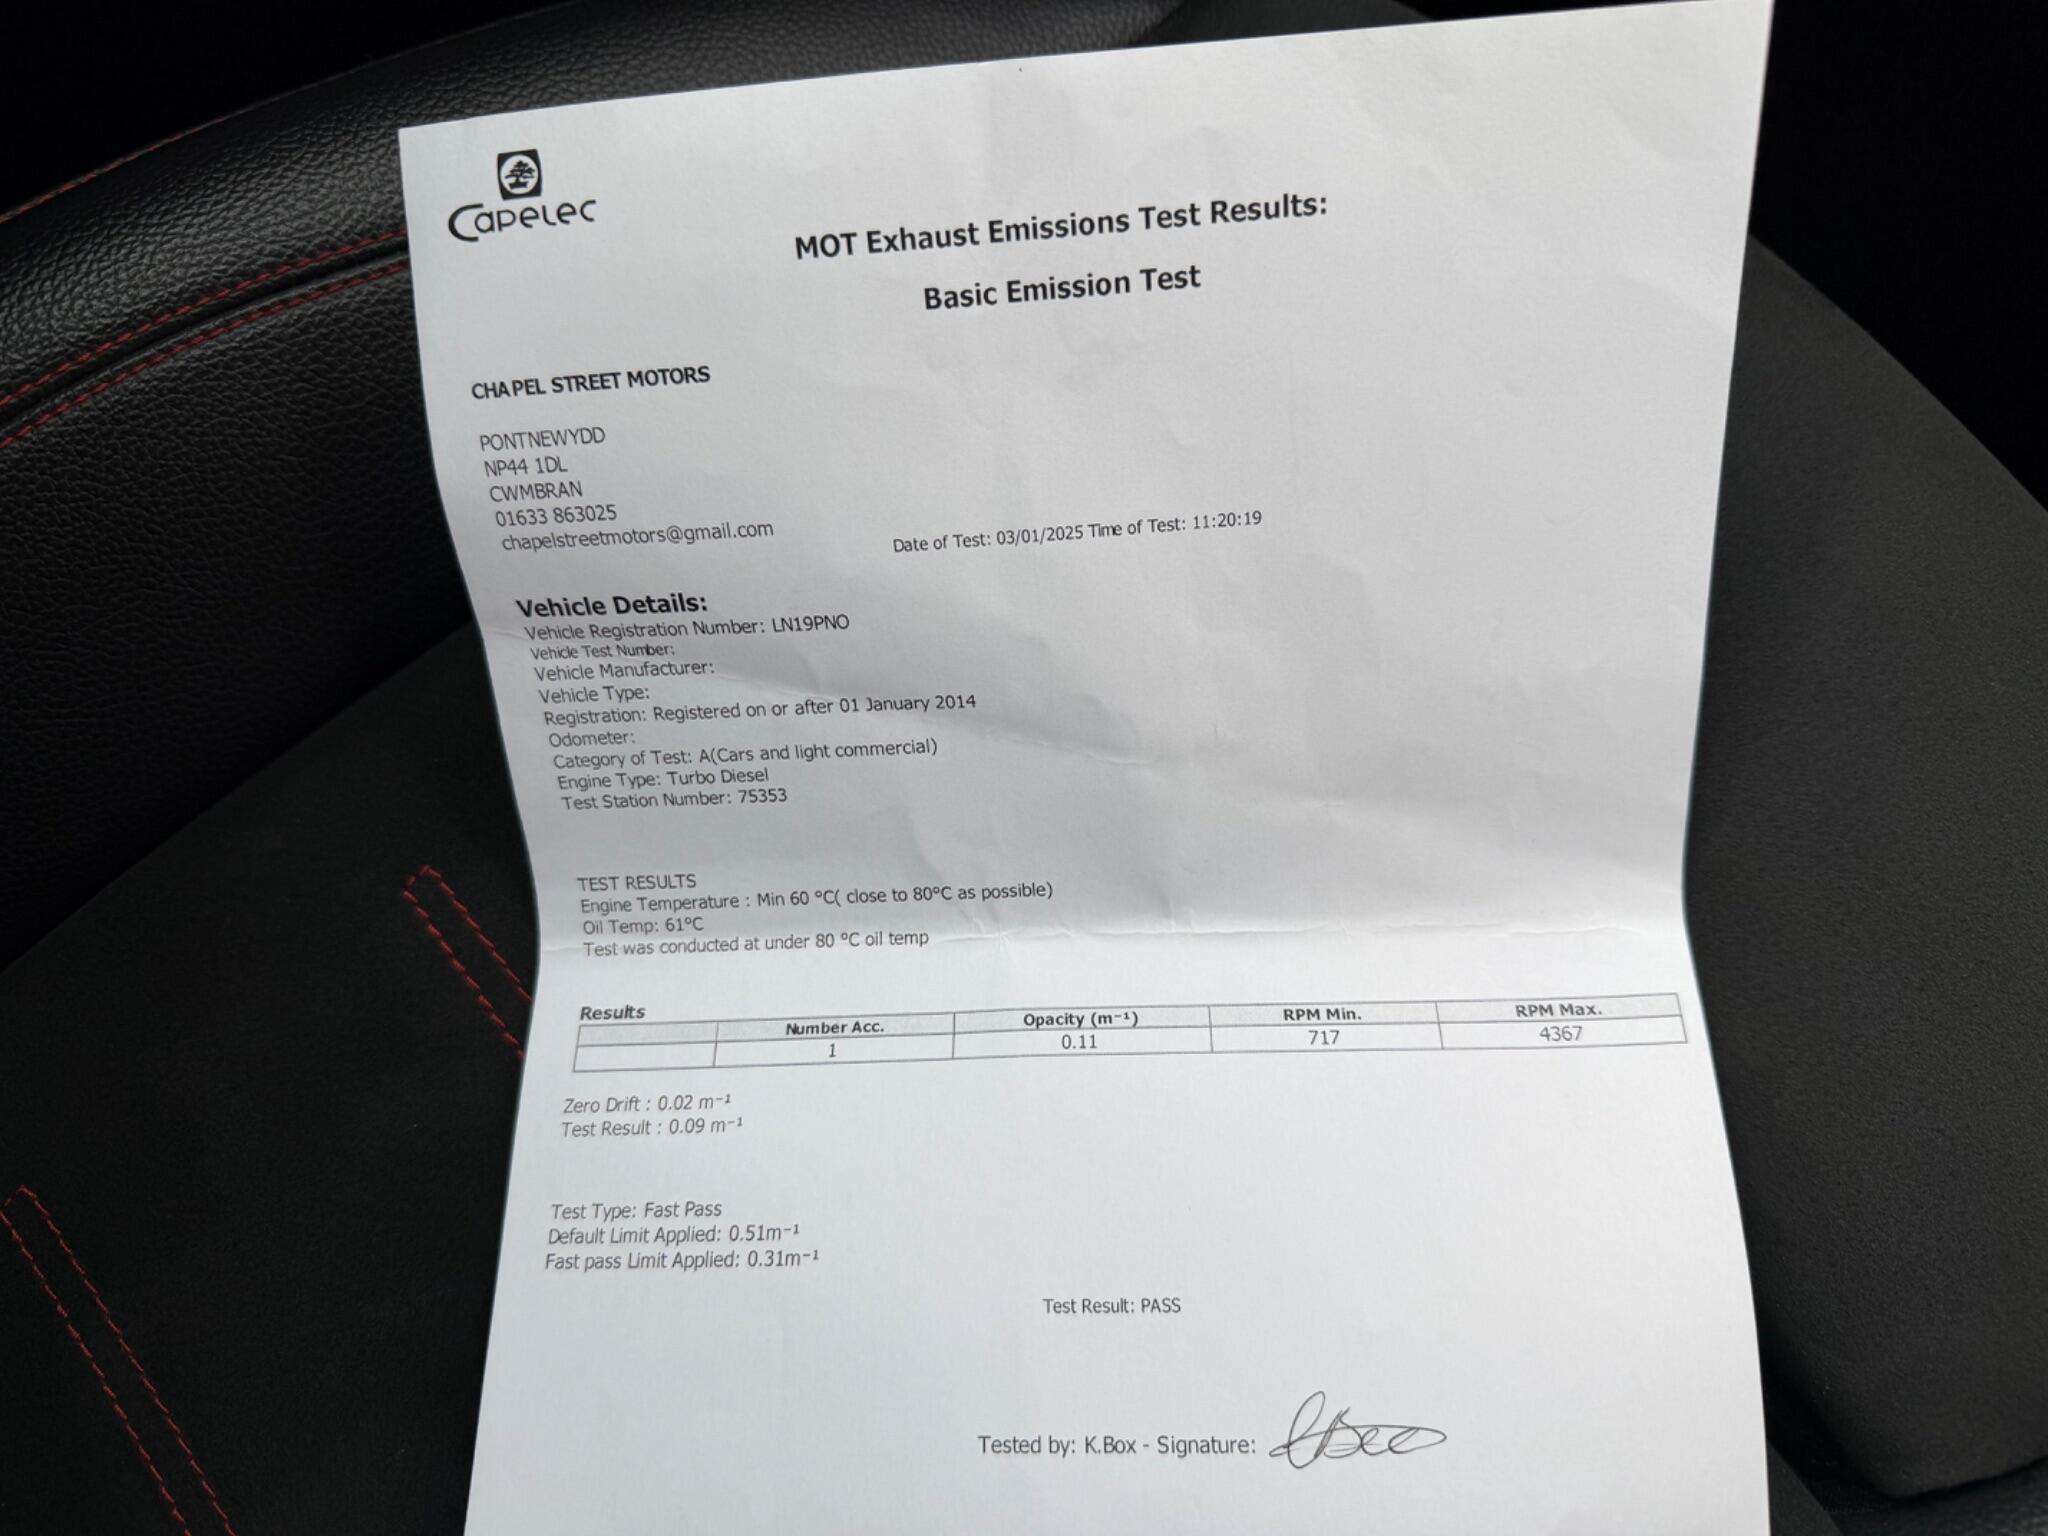 Capelec
MOT Exhaust Emissions Test Results:
Basic Emission Test
CHAPEL STREET MOTORS
PONTNEWYDD
NP44 1DL
CWMBRAN
01633 863025
chapelstreetmotors@gmail.com
Date of Test: 03/01/2025 Time of Test: 11:20:19
Vehicle Details:
Vehicle Registration Number: LN19PNO
Vehicle Test Number:
Vehicle Manufacturer:
Vehicle Type:
Registration: Registered on or after 01 January 2014
Odometer:
Category of Test: A(Cars and light commercial)
Engine Type: Turbo Diesel
Test Station Number: 75353
TEST RESULTS
Engine Temperature : Min 60 °C( close to 80°C as possible)
Oil Temp: 61°C
Test was conducted at under 80 °C oil temp
Results
Number Acc. Opacity (m⁻¹) RPM Min. RPM Max.
1 0.11 717 4367
Zero Drift : 0.02 m⁻¹
Test Result : 0.09 m⁻¹
Test Type: Fast Pass
Default Limit Applied: 0.51m⁻¹
Fast pass Limit Applied: 0.31m⁻¹
Test Result: PASS
Tested by: K.Box - Signature: